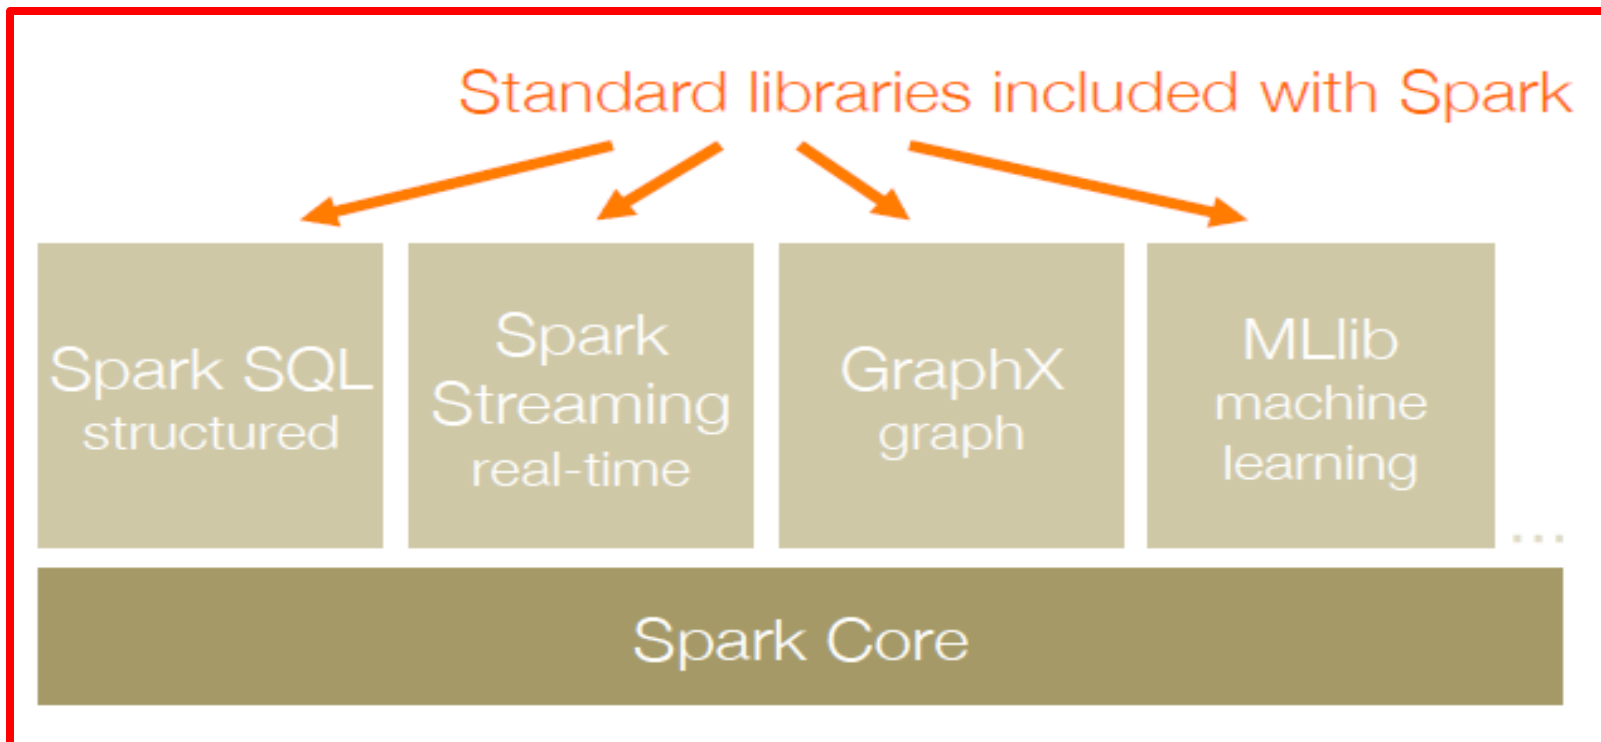 Standard libraries included with Spark
Spark SQL
structured
Spark
Streaming
real-time
GraphX
graph
MLlib
machine
learning
...
Spark Core